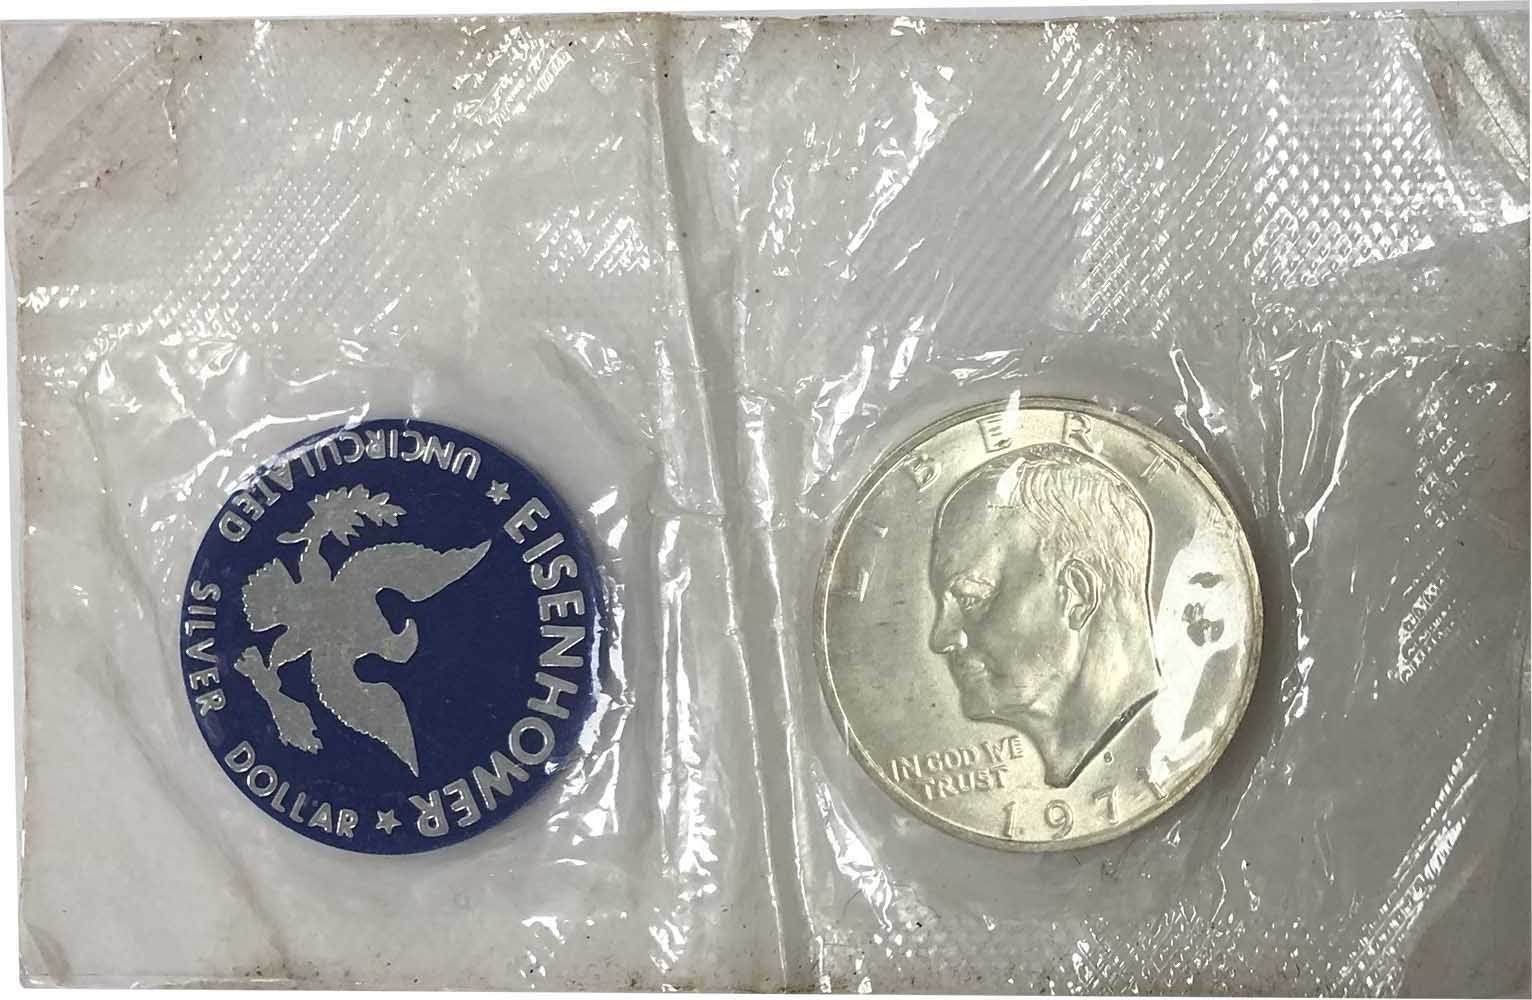 EISENHOWER
★ UNCIRCULATED SILVER DOLLAR ★
LIBERTY
IN GOD WE
TRUST
S
1971